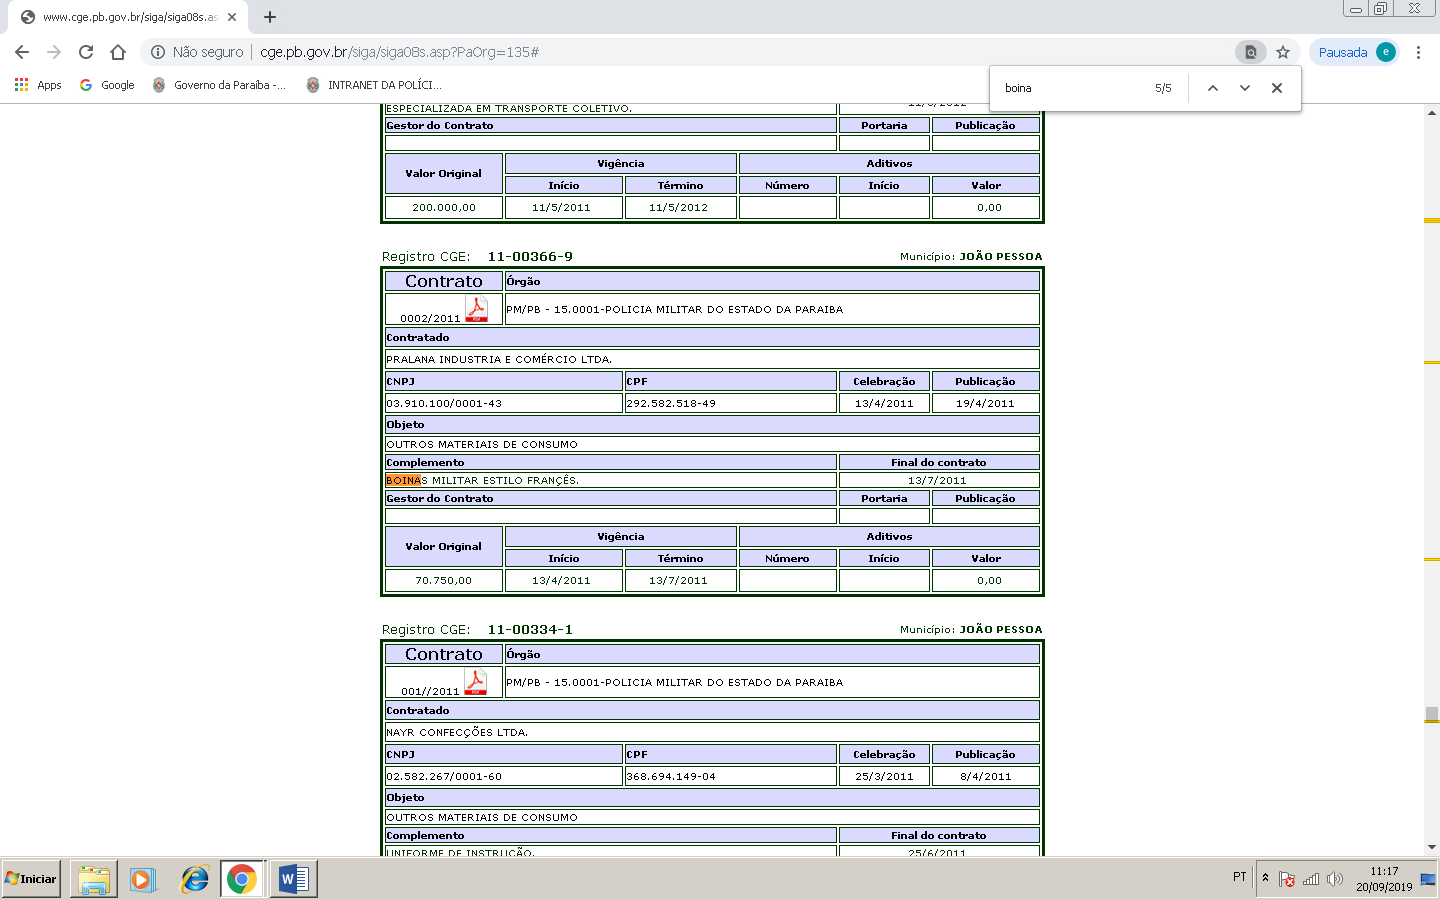 www.cge.pb.gov.br/siga/siga08s.as
Não seguro | cge.pb.gov.br/siga/siga08s.asp?PaOrg=135#
Pausada e
Apps Google Governo da Paraíba -... INTRANET DA POLÍCI...
boina 5/5
ESPECIALIZADA EM TRANSPORTE COLETIVO.
Gestor do Contrato Portaria Publicação
Valor Original Vigência Aditivos
Início Término Número Início Valor
200.000,00 11/5/2011 11/5/2012 0,00
Registro CGE: 11-00366-9 Município: JOÃO PESSOA
Contrato Órgão
0002/2011 PM/PB - 15.0001-POLICIA MILITAR DO ESTADO DA PARAIBA
Contratado
PRALANA INDUSTRIA E COMÉRCIO LTDA.
CNPJ CPF Celebração Publicação
03.910.100/0001-43 292.582.518-49 13/4/2011 19/4/2011
Objeto
OUTROS MATERIAIS DE CONSUMO
Complemento Final do contrato
BOINAS MILITAR ESTILO FRANÇÊS. 13/7/2011
Gestor do Contrato Portaria Publicação
Valor Original Vigência Aditivos
Início Término Número Início Valor
70.750,00 13/4/2011 13/7/2011 0,00
Registro CGE: 11-00334-1 Município: JOÃO PESSOA
Contrato Órgão
001//2011 PM/PB - 15.0001-POLICIA MILITAR DO ESTADO DA PARAIBA
Contratado
NAYR CONFECÇÕES LTDA.
CNPJ CPF Celebração Publicação
02.582.267/0001-60 368.694.149-04 25/3/2011 8/4/2011
Objeto
OUTROS MATERIAIS DE CONSUMO
Complemento Final do contrato
UNIFORME DE INSTRUÇÃO. 25/6/2011
Iniciar PT 11:17
20/09/2019